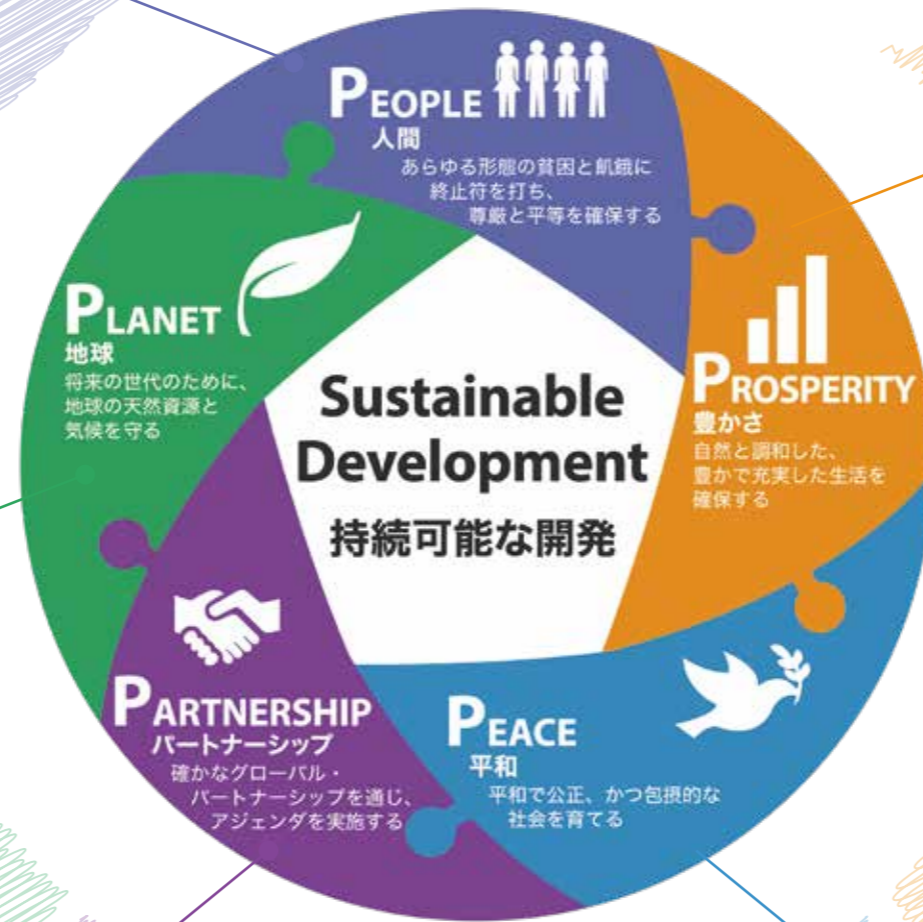 PEOPLE
人間
あらゆる形態の貧困と飢餓に
終止符を打ち、
尊厳と平等を確保する
PROSPERITY
豊かさ
自然と調和した、
豊かで充実した生活を
確保する
PLANET
地球
将来の世代のために、
地球の天然資源と
気候を守る
Sustainable
Development
持続可能な開発
PARTNERSHIP
パートナーシップ
確かなグローバル・
パートナーシップを通じ、
アジェンダを実施する
PEACE
平和
平和で公正、かつ包摂的な
社会を育てる